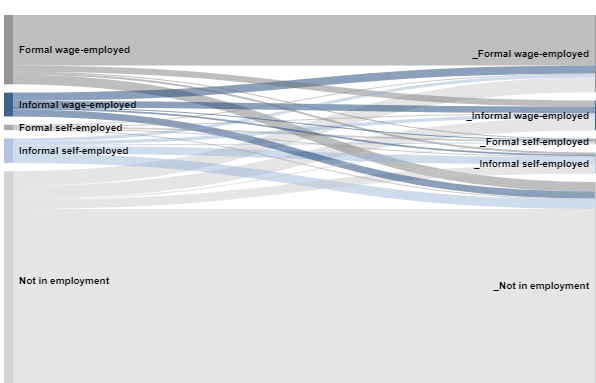 Formal wage-employed
_Formal wage-employed
Informal wage-employed
_Informal wage-employed
Formal self-employed
_Formal self-employed
Informal self-employed
_Informal self-employed
Not in employment
_Not in employment